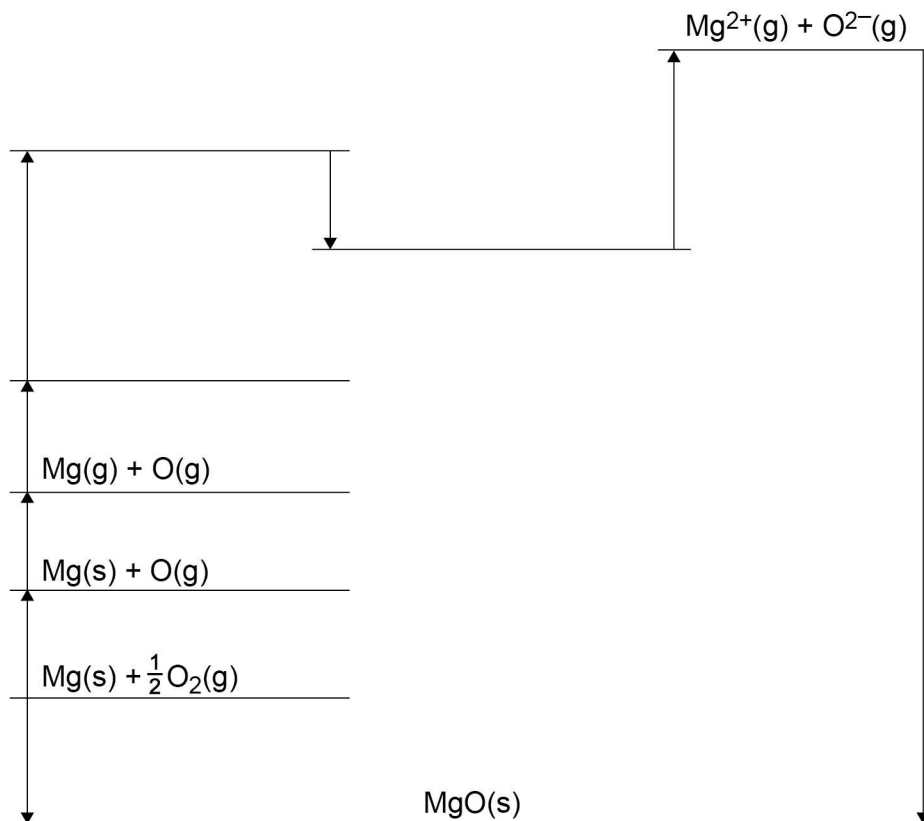 Mg²⁺(g) + O²⁻(g)
Mg(g) + O(g)
Mg(s) + O(g)
Mg(s) + ½O₂(g)
MgO(s)